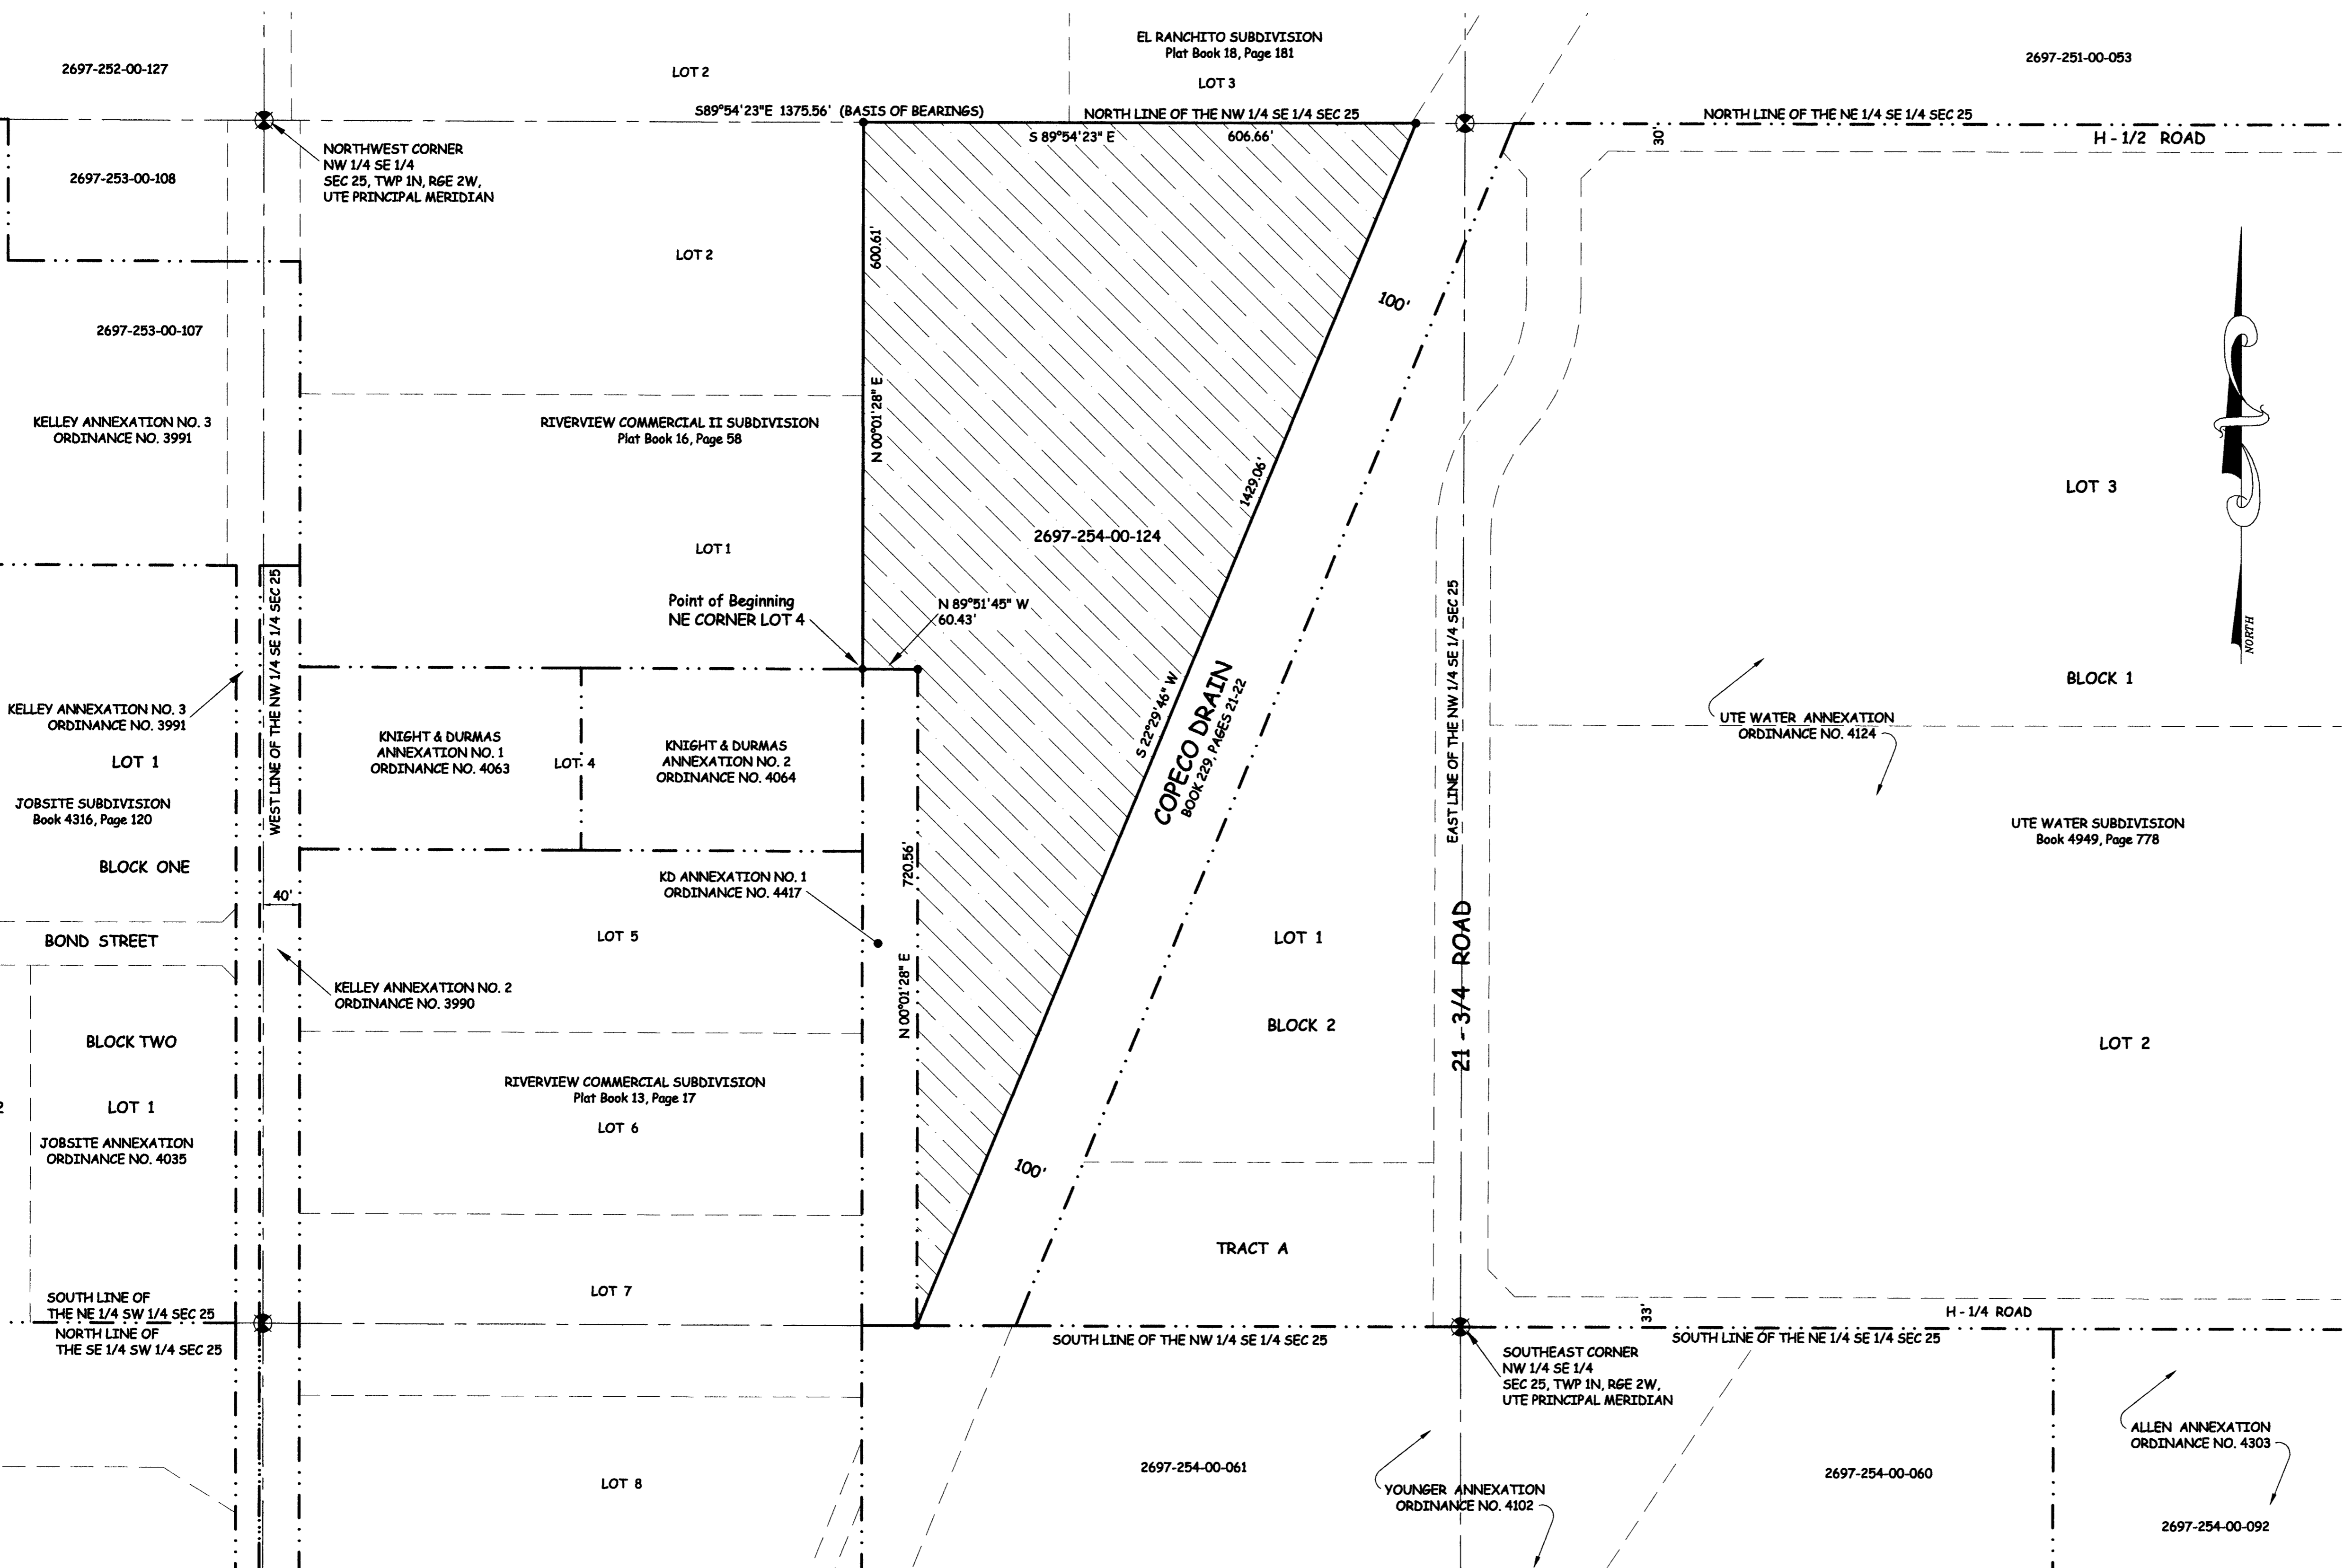 EL RANCHITO SUBDIVISION
Plat Book 18, Page 181
LOT 3
2697-252-00-127
LOT 2
2697-251-00-053
S89°54'23"E 1375.56' (BASIS OF BEARINGS)
NORTH LINE OF THE NW 1/4 SE 1/4 SEC 25
NORTH LINE OF THE NE 1/4 SE 1/4 SEC 25
S 89°54'23" E
606.66'
30'
H - 1/2 ROAD
NORTHWEST CORNER
NW 1/4 SE 1/4
SEC 25, TWP 1N, RGE 2W,
UTE PRINCIPAL MERIDIAN
2697-253-00-108
LOT 2
600.61'
N 00°01'28" E
100'
2697-253-00-107
KELLEY ANNEXATION NO. 3
ORDINANCE NO. 3991
RIVERVIEW COMMERCIAL II SUBDIVISION
Plat Book 16, Page 58
1429.06'
LOT 3
2697-254-00-124
LOT 1
WEST LINE OF THE NW 1/4 SE 1/4 SEC 25
Point of Beginning
NE CORNER LOT 4
N 89°51'45" W
60.43'
EAST LINE OF THE NW 1/4 SE 1/4 SEC 25
NORTH
BLOCK 1
S 22°29'46" W
COPECO DRAIN
BOOK 229, PAGES 21-22
KELLEY ANNEXATION NO. 3
ORDINANCE NO. 3991
UTE WATER ANNEXATION
ORDINANCE NO. 4124
KNIGHT & DURMAS
ANNEXATION NO. 1
ORDINANCE NO. 4063
LOT 4
KNIGHT & DURMAS
ANNEXATION NO. 2
ORDINANCE NO. 4064
LOT 1
JOBSITE SUBDIVISION
Book 4316, Page 120
UTE WATER SUBDIVISION
Book 4949, Page 778
BLOCK ONE
40'
KD ANNEXATION NO. 1
ORDINANCE NO. 4417
720.56'
N 00°01'28" E
BOND STREET
LOT 5
LOT 1
21 - 3/4 ROAD
KELLEY ANNEXATION NO. 2
ORDINANCE NO. 3990
BLOCK 2
BLOCK TWO
LOT 2
RIVERVIEW COMMERCIAL SUBDIVISION
Plat Book 13, Page 17
LOT 6
2
LOT 1
JOBSITE ANNEXATION
ORDINANCE NO. 4035
100'
TRACT A
LOT 7
SOUTH LINE OF
THE NE 1/4 SW 1/4 SEC 25
NORTH LINE OF
THE SE 1/4 SW 1/4 SEC 25
33'
H - 1/4 ROAD
SOUTH LINE OF THE NW 1/4 SE 1/4 SEC 25
SOUTH LINE OF THE NE 1/4 SE 1/4 SEC 25
SOUTHEAST CORNER
NW 1/4 SE 1/4
SEC 25, TWP 1N, RGE 2W,
UTE PRINCIPAL MERIDIAN
ALLEN ANNEXATION
ORDINANCE NO. 4303
LOT 8
2697-254-00-061
2697-254-00-060
YOUNGER ANNEXATION
ORDINANCE NO. 4102
2697-254-00-092